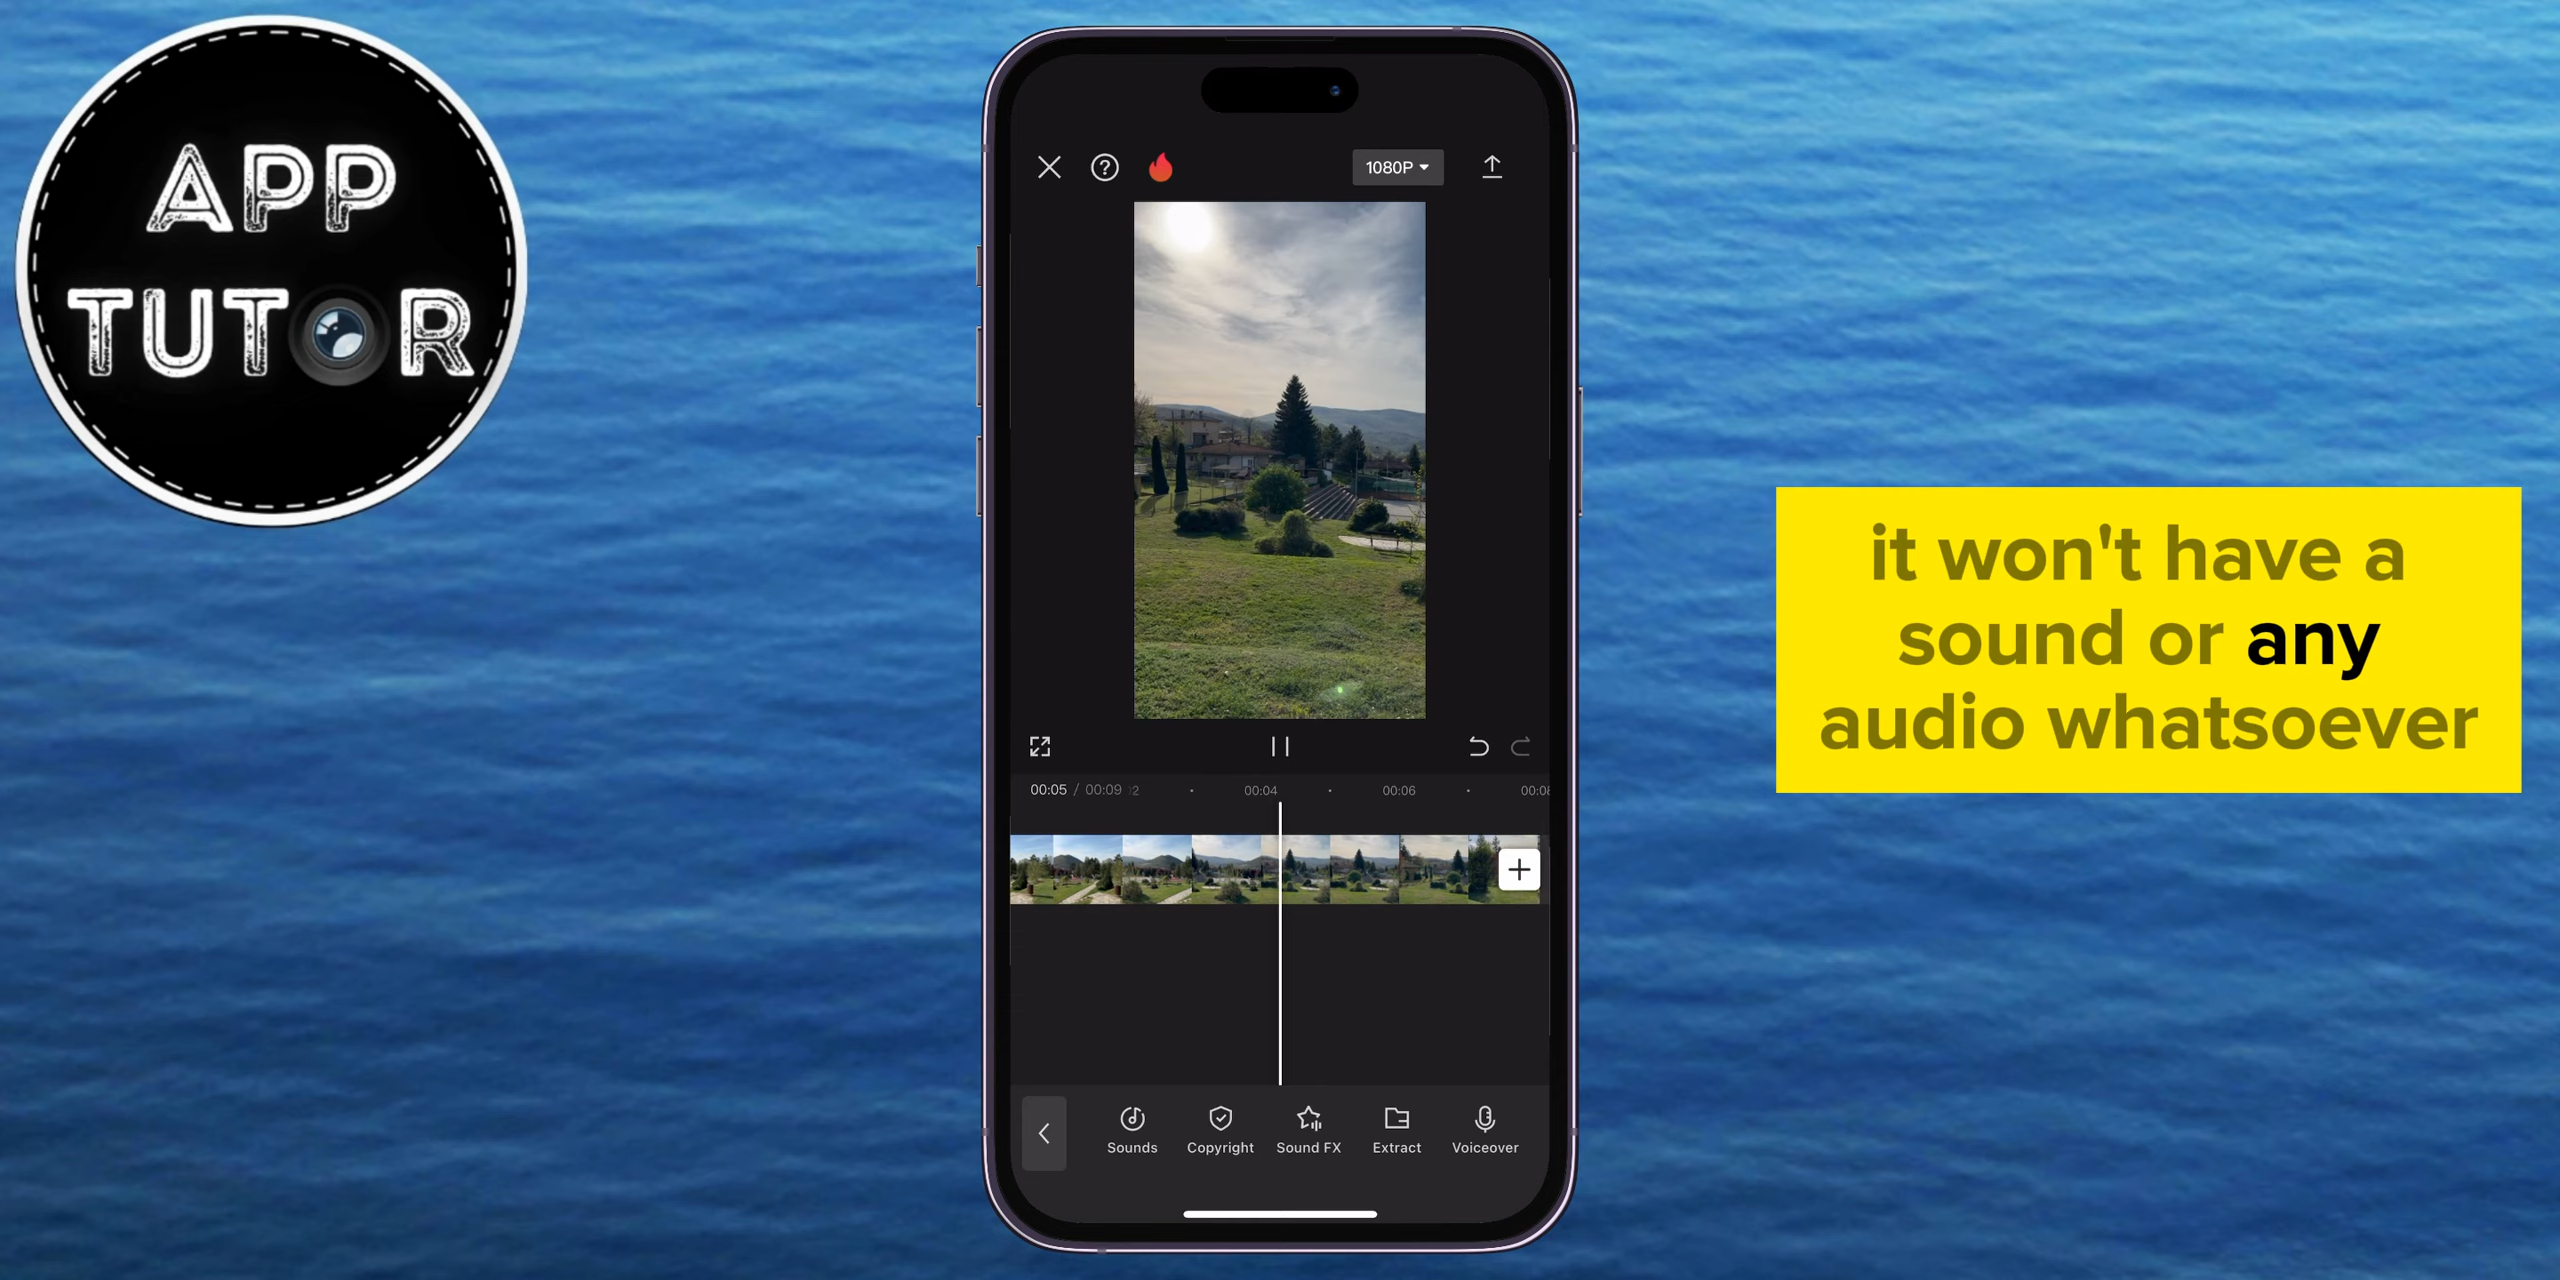 APP
TUTOR
1080P
it won't have a
sound or any
audio whatsoever
00:05 / 00:09
00:04
00:06
Sounds
Copyright
Sound FX
Extract
Voiceover